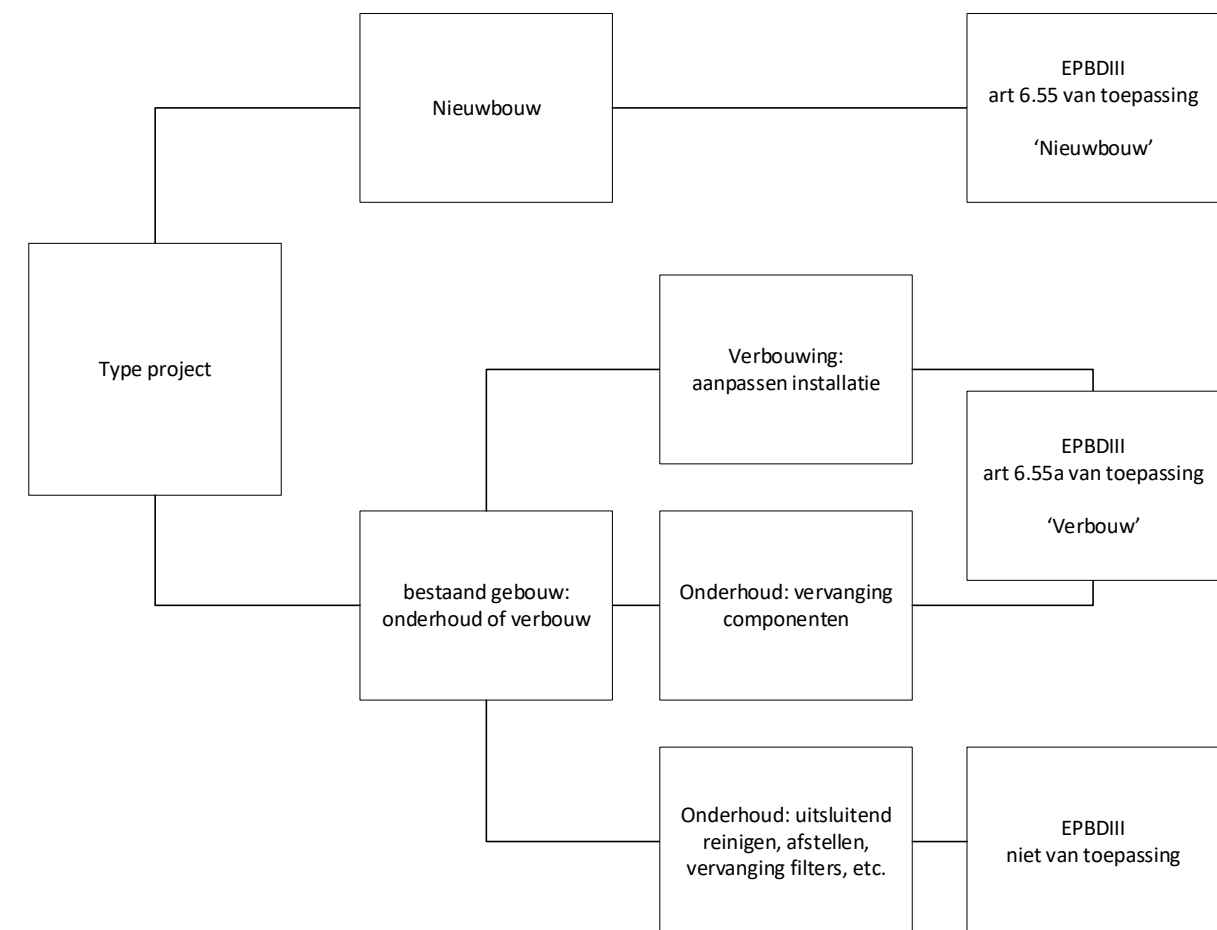 Nieuwbouw
EPBDIII
art 6.55 van toepassing
‘Nieuwbouw’
Type project
Verbouwing:
aanpassen installatie
EPBDIII
art 6.55a van toepassing
‘Verbouw’
bestaand gebouw:
onderhoud of verbouw
Onderhoud: vervanging
componenten
Onderhoud: uitsluitend
reinigen, afstellen,
vervanging filters, etc.
EPBDIII
niet van toepassing